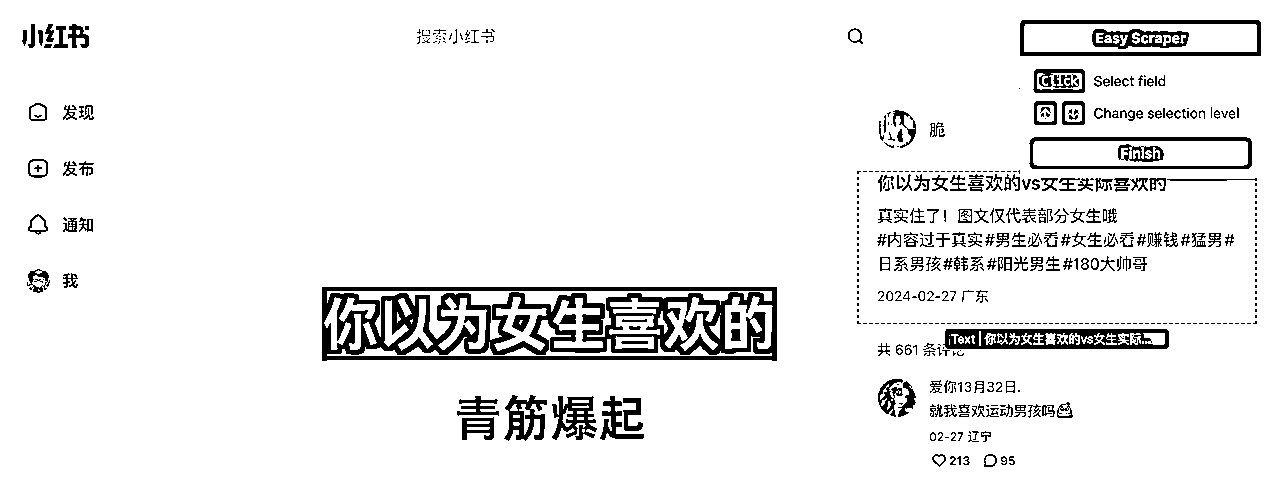 小红书
搜索小红书
Easy Scraper
Click
Select field
Change selection level
Finish
发现
发布
通知
我
你以为女生喜欢的
青筋爆起
脆
你以为女生喜欢的vs女生实际喜欢的
真实住了！图文仅代表部分女生哦
#内容过于真实#男生必看#女生必看#赚钱#猛男#
日系男孩#韩系#阳光男生#180大帅哥
2024-02-27 广东
Text | 你以为女生喜欢的vs女生实际...
共 661 条评论
爱你13月32日.
就我喜欢运动男孩吗
02-27 辽宁
213
95